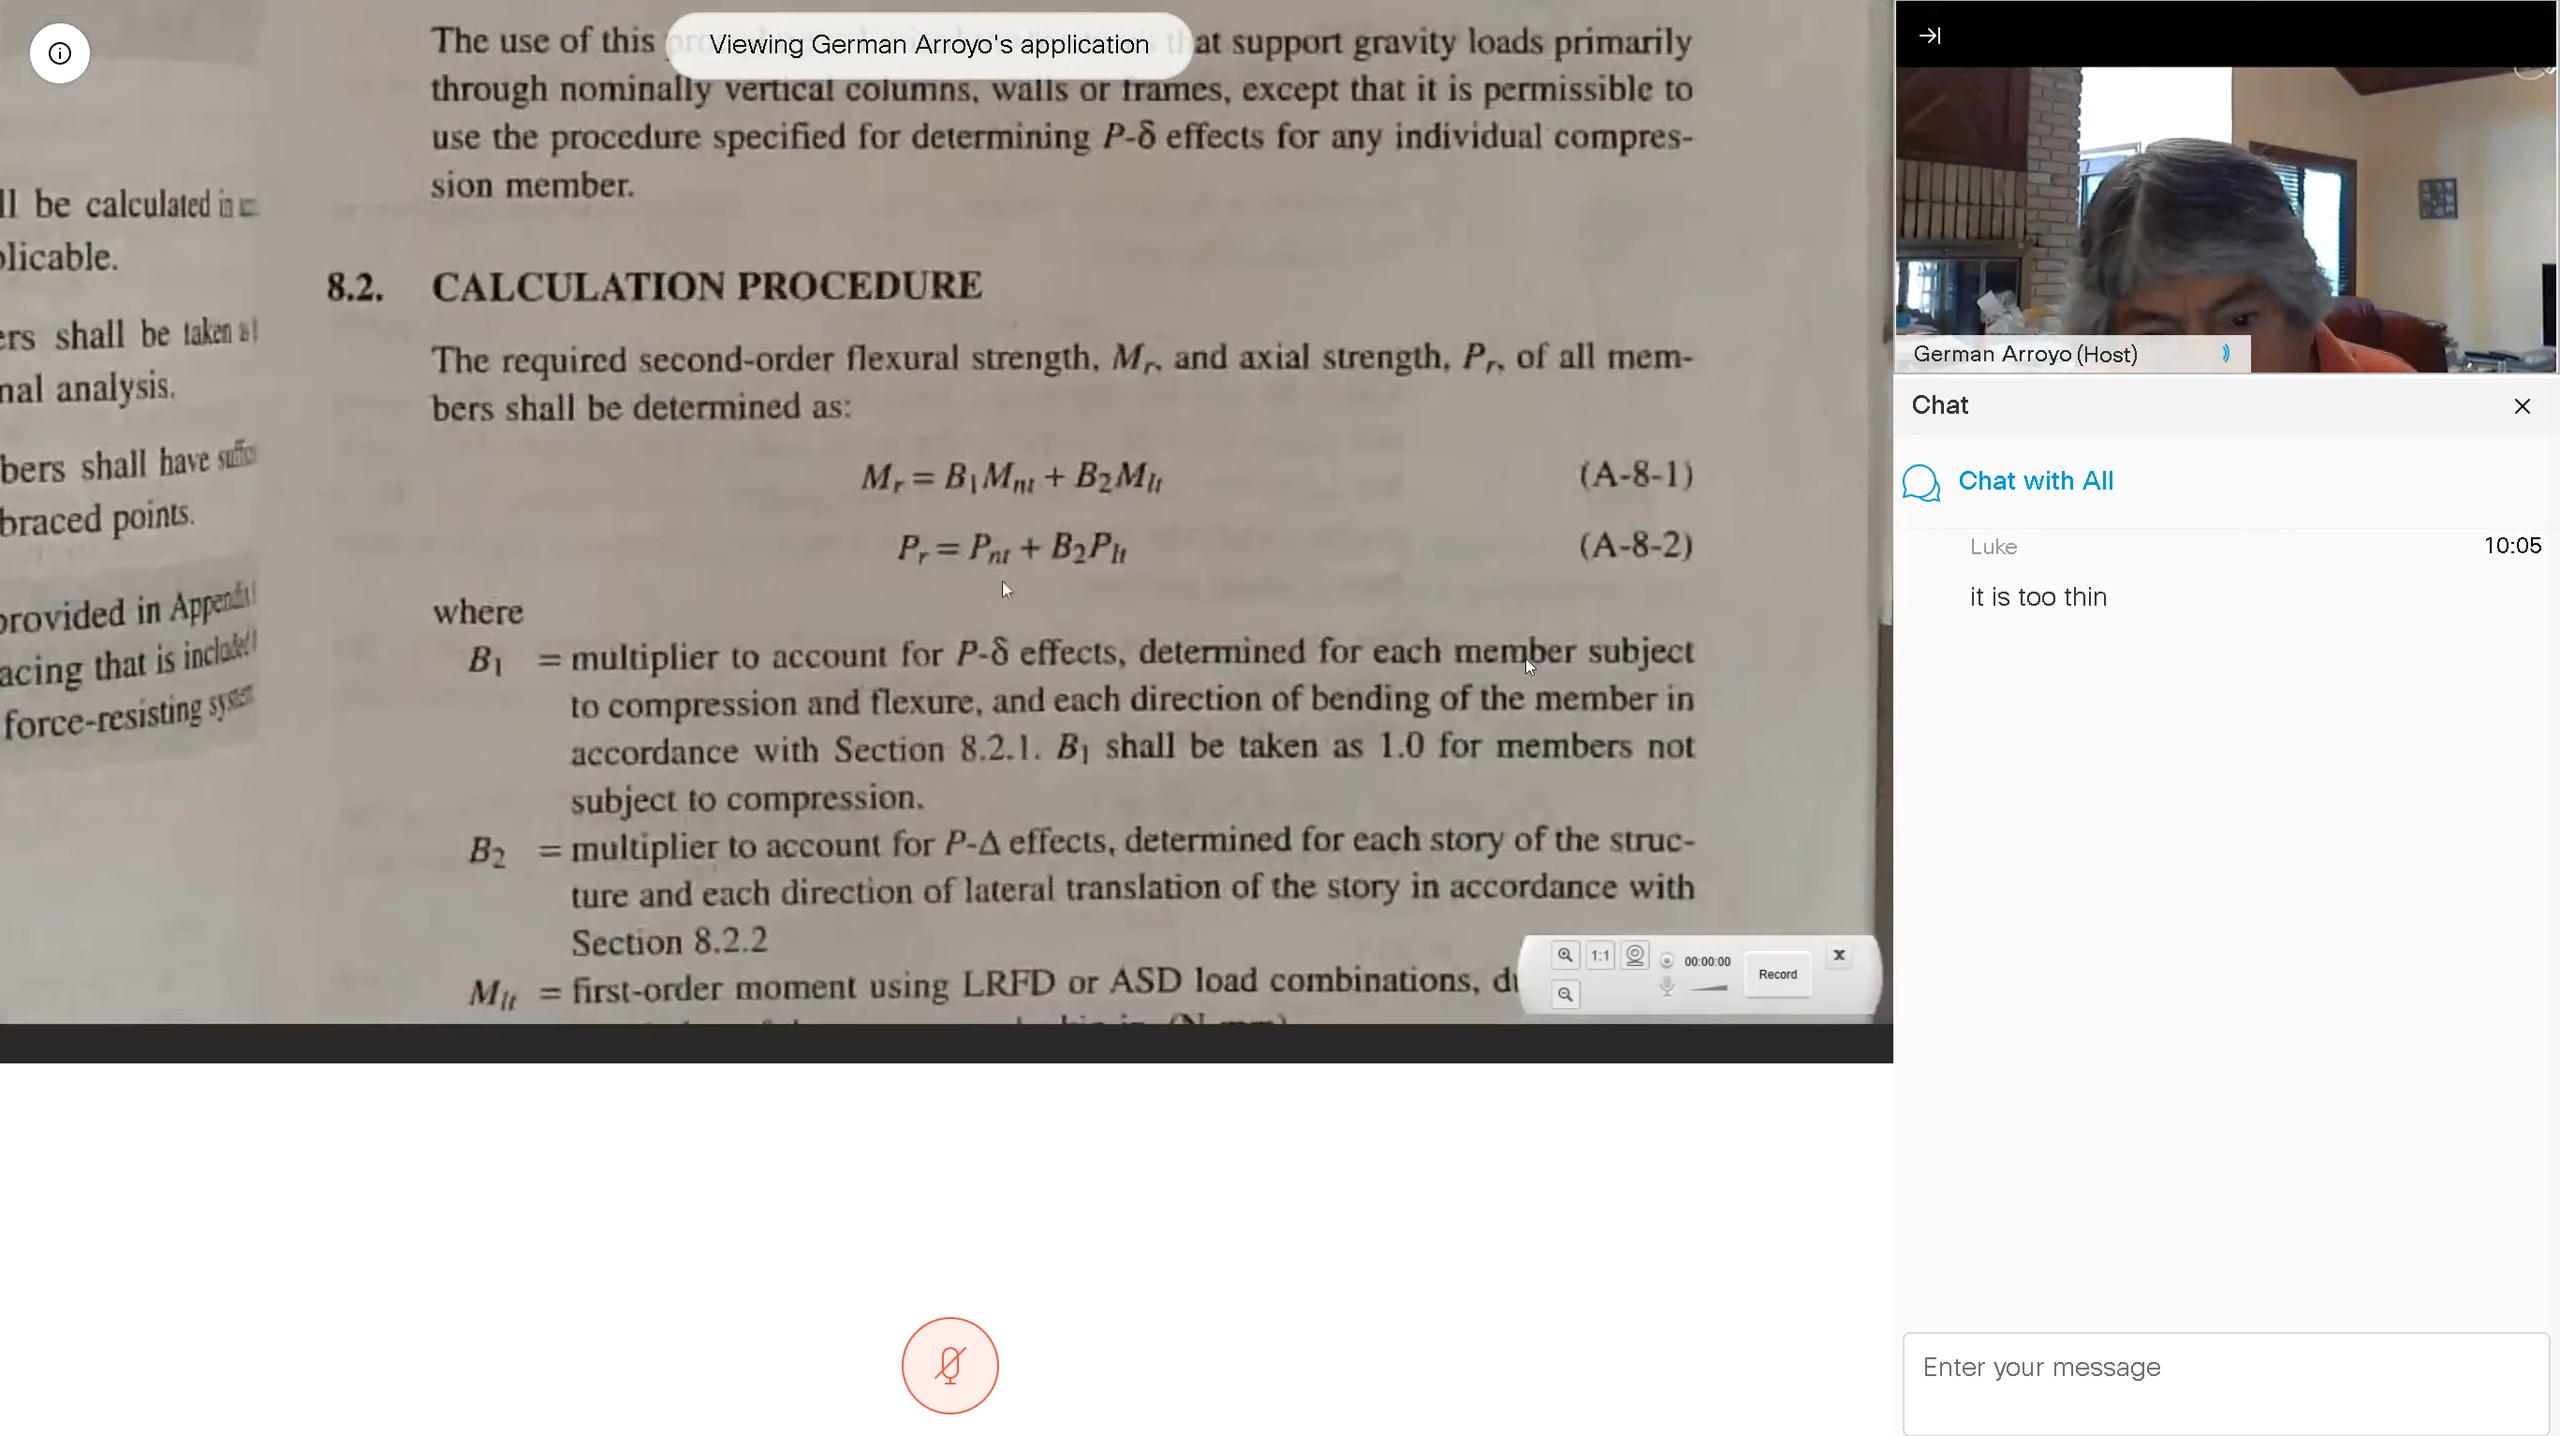 The use of this
Viewing German Arroyo's application
at support gravity loads primarily
through nominally vertical columns, walls or frames, except that it is permissible to
use the procedure specified for determining P-δ effects for any individual compres-
sion member.
ll be calculated in
plicable.
ers shall be taken
nal analysis.
bers shall have
braced points.
provided in
acing that is
force-resisting
8.2. CALCULATION PROCEDURE
The required second-order flexural strength, Mr, and axial strength, Pr, of all mem-
bers shall be determined as:
Mr = B1Mnt + B2Mlt (A-8-1)
Pr = Pnt + B2Plt (A-8-2)
where
B1 = multiplier to account for P-δ effects, determined for each member subject
to compression and flexure, and each direction of bending of the member in
accordance with Section 8.2.1. B1 shall be taken as 1.0 for members not
subject to compression.
B2 = multiplier to account for P-Δ effects, determined for each story of the struc-
ture and each direction of lateral translation of the story in accordance with
Section 8.2.2
Mlt = first-order moment using LRFD or ASD load combinations,
1:1
00:00:00
Record
X
German Arroyo (Host)
Chat
Chat with All
Luke 10:05
it is too thin
Enter your message